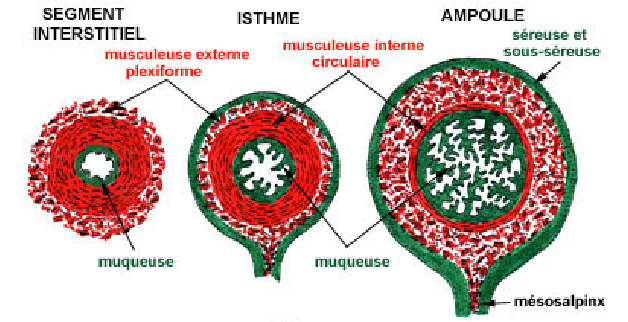 SEGMENT
INTERSTITIEL
ISTHME
AMPOULE
musculeuse externe
plexiforme
musculeuse interne
circulaire
séreuse et
sous-séreuse
muqueuse
muqueuse
mésosalpinx